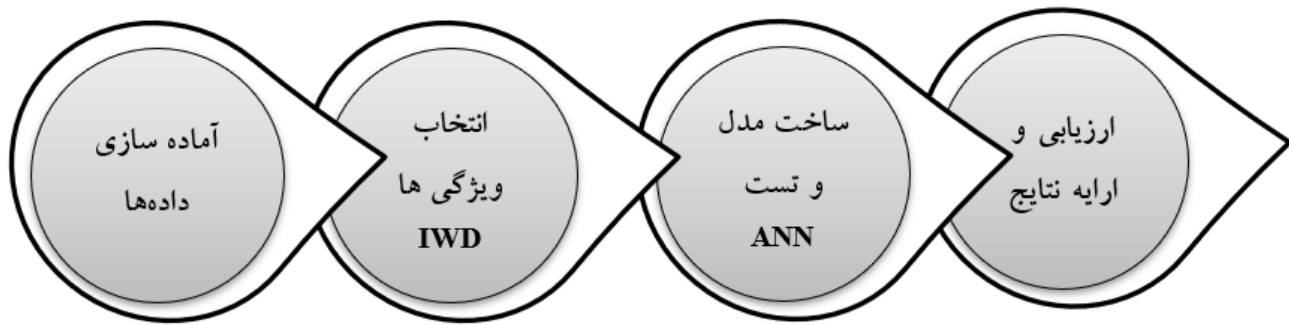 آماده سازی
داده‌ها
انتخاب
ویژگی ها
IWD
ساخت مدل
و تست
ANN
ارزیابی و
ارایه نتایج